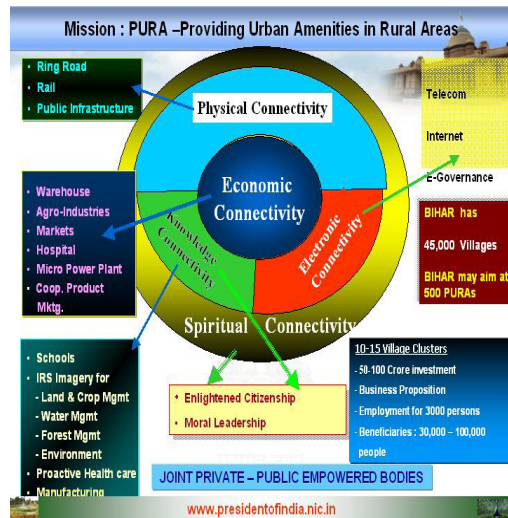 Mission : PURA –Providing Urban Amenities in Rural Areas
• Ring Road
• Rail
• Public Infrastructure
Physical Connectivity
Telecom
Internet
E-Governance
• Warehouse
• Agro-Industries
• Markets
• Hospital
• Micro Power Plant
• Coop. Product
Mktg.
Economic
Connectivity
Knowledge
Connectivity
Electronic
Connectivity
Spiritual Connectivity
BIHAR has
45,000 Villages
BIHAR may aim at
500 PURAs
• Schools
• IRS Imagery for
- Land & Crop Mgmt
- Water Mgmt
- Forest Mgmt
- Environment
• Proactive Health care
• Manufacturing
• Enlightened Citizenship
• Moral Leadership
10-15 Village Clusters
- 50-100 Crore investment
- Business Proposition
- Employment for 3000 persons
- Beneficiaries : 30,000 – 100,000
people
JOINT PRIVATE – PUBLIC EMPOWERED BODIES
www.presidentofindia.nic.in